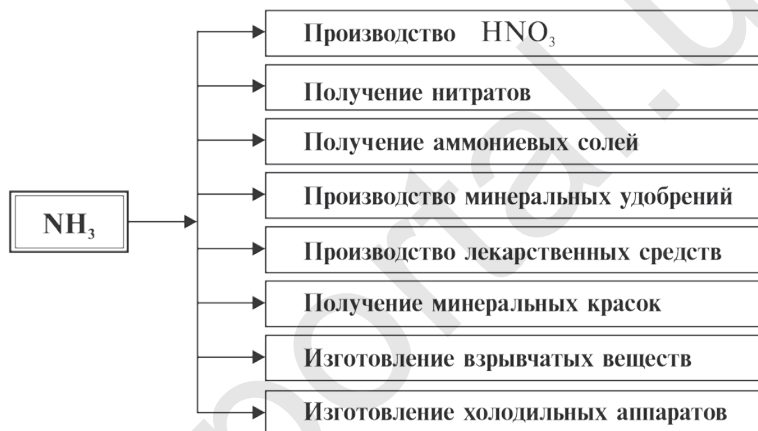 Производство HNO₃
Получение нитратов
Получение аммониевых солей
Производство минеральных удобрений
NH₃
Производство лекарственных средств
Получение минеральных красок
Изготовление взрывчатых веществ
Изготовление холодильных аппаратов
portal.u